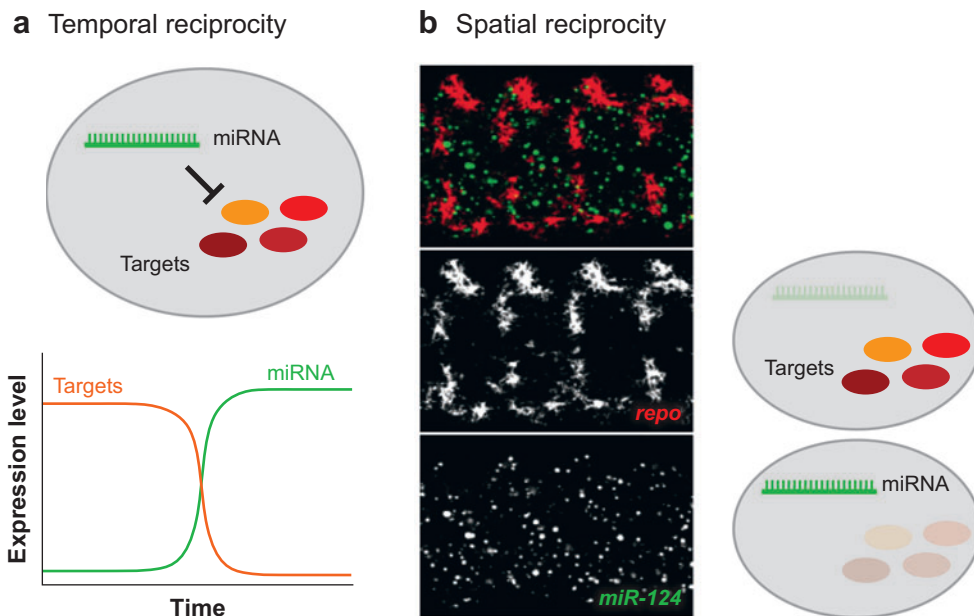 a Temporal reciprocity
miRNA
Targets
Targets
miRNA
Expression level
Time
b Spatial reciprocity
repo
miR-124
Targets
miRNA